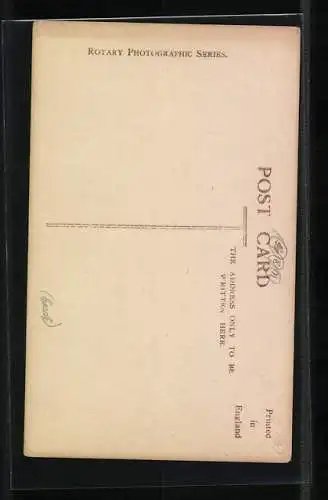 ROTARY PHOTOGRAPHIC SERIES.
POST CARD
THE ADDRESS ONLY TO BE
WRITTEN HERE.
Printed
in
England